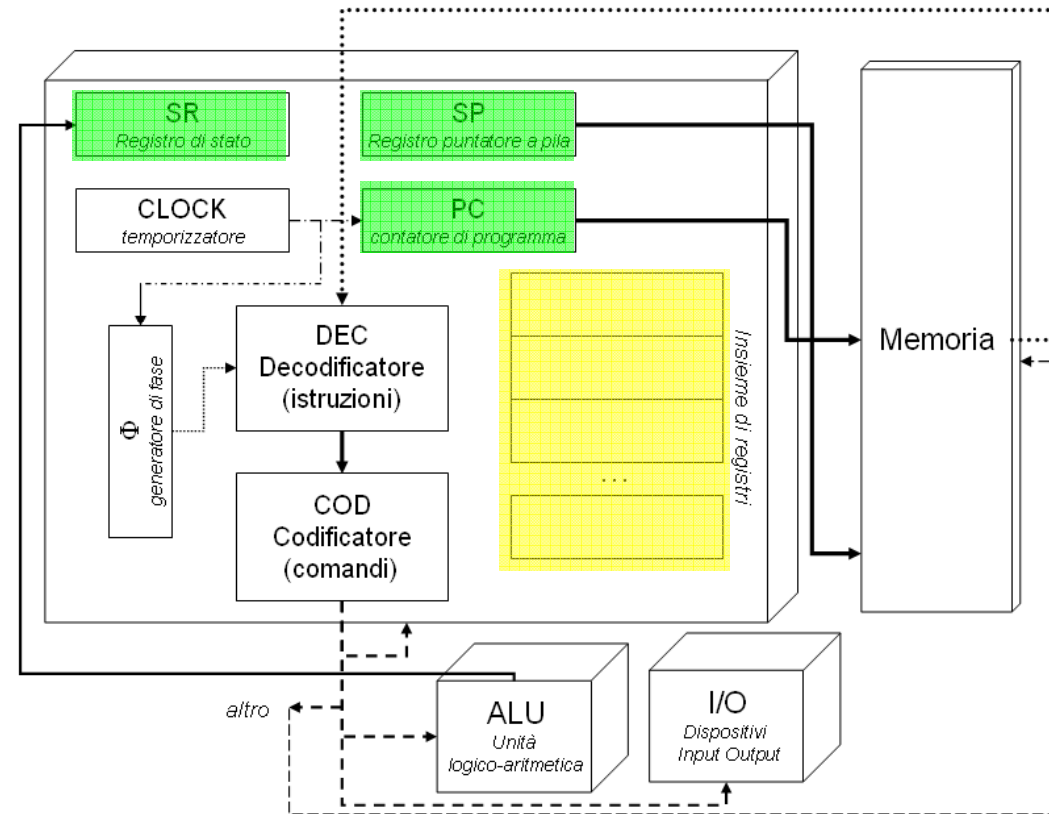 SR
Registro di stato
SP
Registro puntatore a pila
CLOCK
temporizzatore
PC
contatore di programma
Φ
generatore di fase
DEC
Decodificatore
(istruzioni)
COD
Codificatore
(comandi)
...
Insieme di registri
Memoria
altro
ALU
Unità
logico-aritmetica
I/O
Dispositivi
Input Output